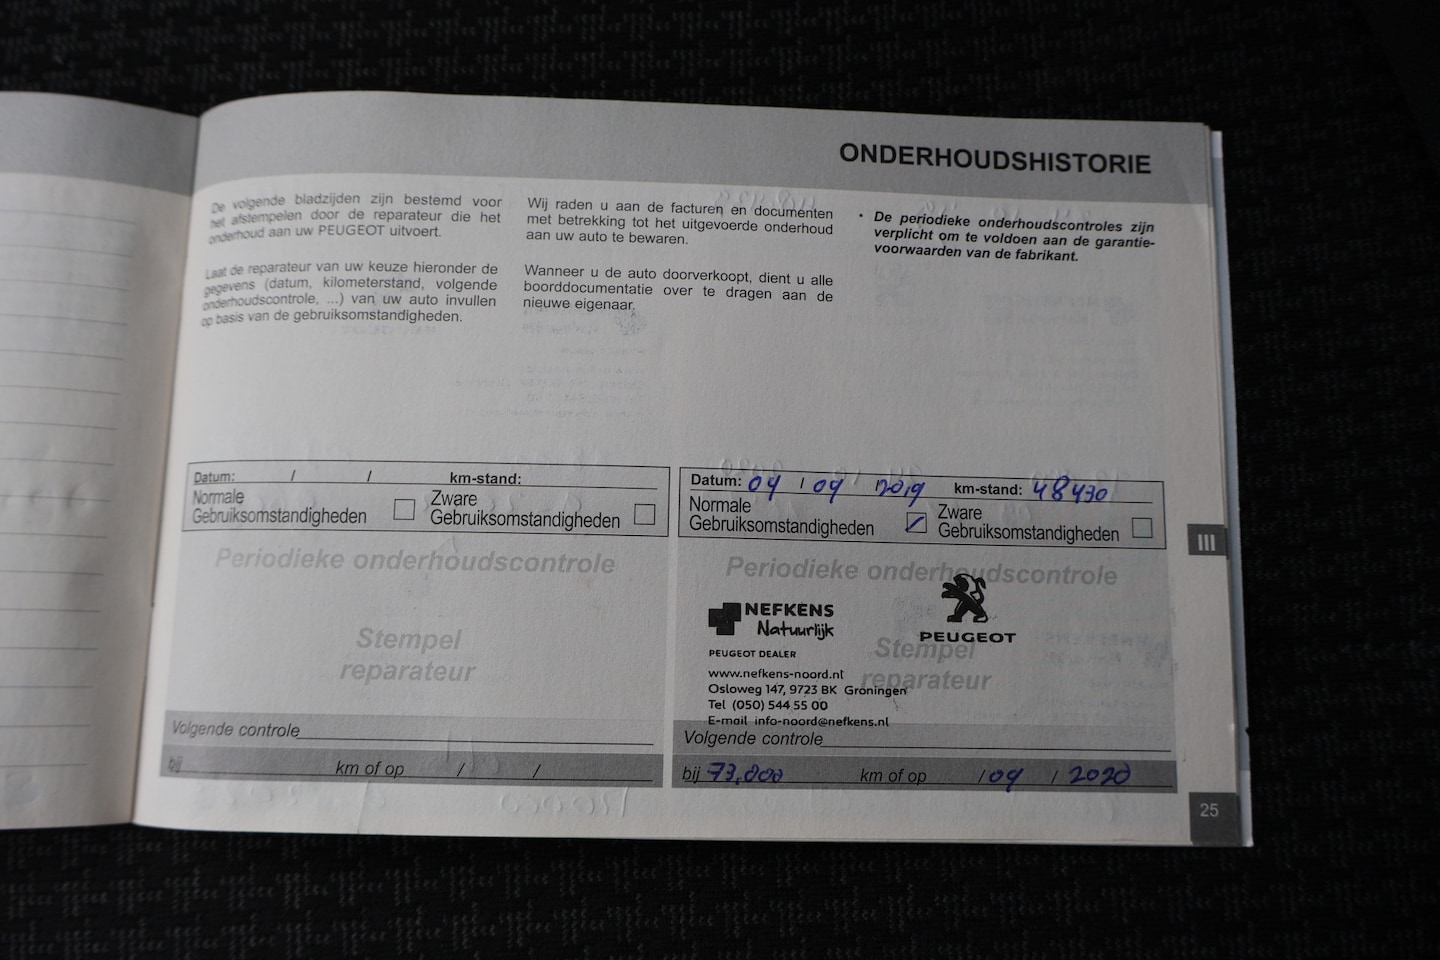 ONDERHOUDSHISTORIE
De volgende bladzijden zijn bestemd voor
het afstempelen door de reparateur die het
onderhoud aan uw PEUGEOT uitvoert.
Laat de reparateur van uw keuze hieronder de
gegevens (datum, kilometerstand, volgende
onderhoudscontrole, ...) van uw auto invullen
op basis van de gebruiksomstandigheden.
Wij raden u aan de facturen en documenten
met betrekking tot het uitgevoerde onderhoud
aan uw auto te bewaren.
Wanneer u de auto doorverkoopt, dient u alle
boorddocumentatie over te dragen aan de
nieuwe eigenaar.
• De periodieke onderhoudscontroles zijn
verplicht om te voldoen aan de garantie-
voorwaarden van de fabrikant.
Datum: / / km-stand:
Normale
Gebruiksomstandigheden
Zware
Gebruiksomstandigheden
Periodieke onderhoudscontrole
Stempel
reparateur
Volgende controle
bij km of op / /
Datum: 04 / 09 / 2019 km-stand: 48430
Normale
Gebruiksomstandigheden
Zware
Gebruiksomstandigheden
Periodieke onderhoudscontrole
NEFKENS
Natuurlijk
PEUGEOT DEALER
PEUGEOT
Stempel
reparateur
www.nefkens-noord.nl
Osloweg 147, 9723 BK Groningen
Tel (050) 544 55 00
E-mail info-noord@nefkens.nl
Volgende controle
bij 73,000 km of op / 09 / 2020
III
25